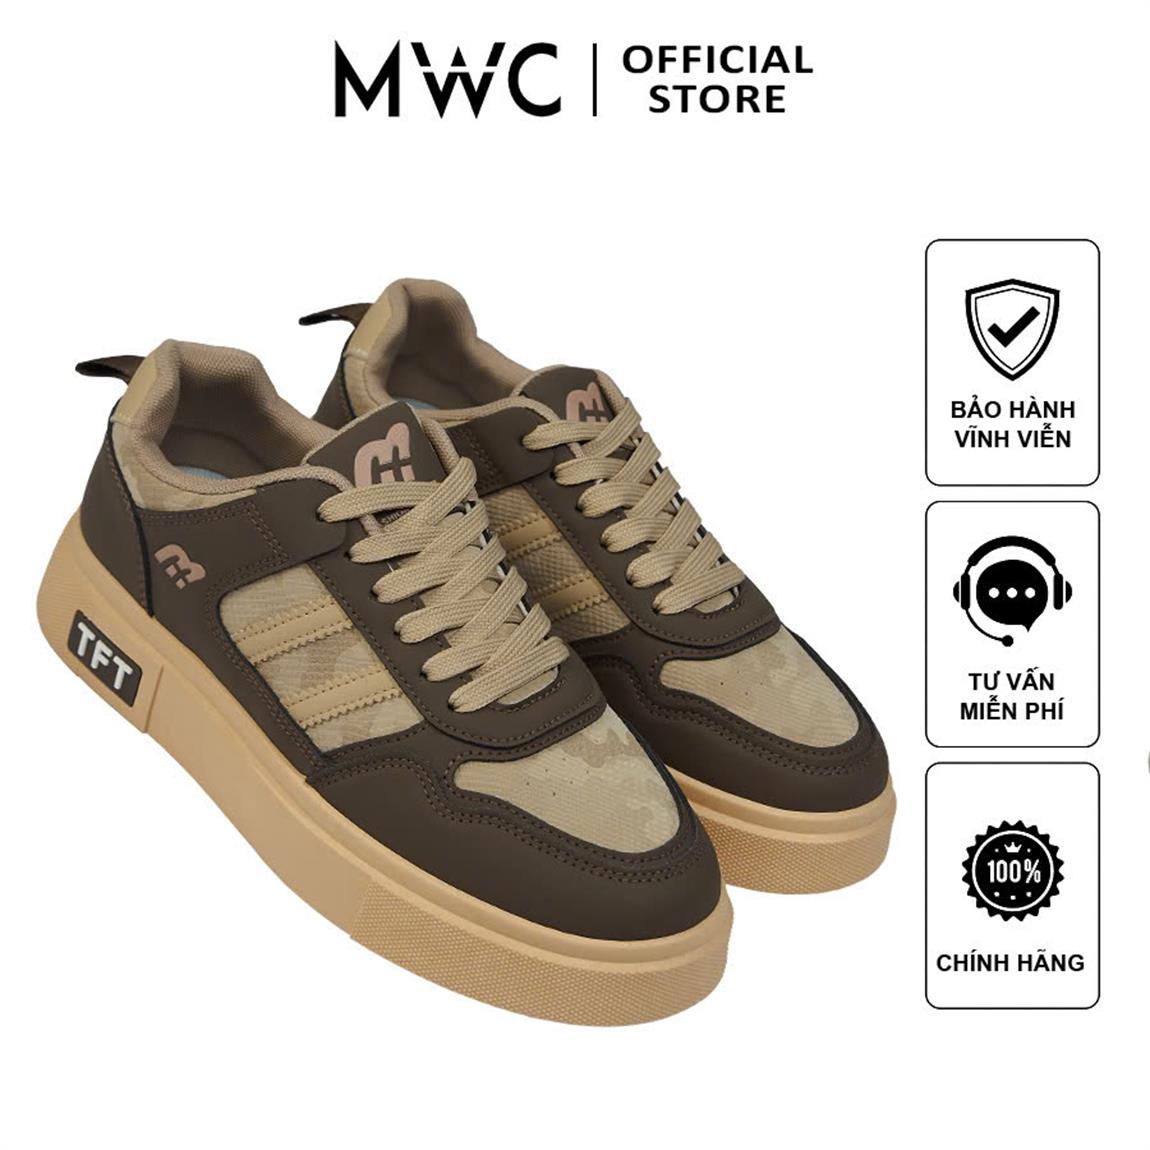 MWC
OFFICIAL
STORE
BẢO HÀNH
VĨNH VIỄN
TƯ VẤN
MIỄN PHÍ
100%
CHÍNH HÃNG
TFT